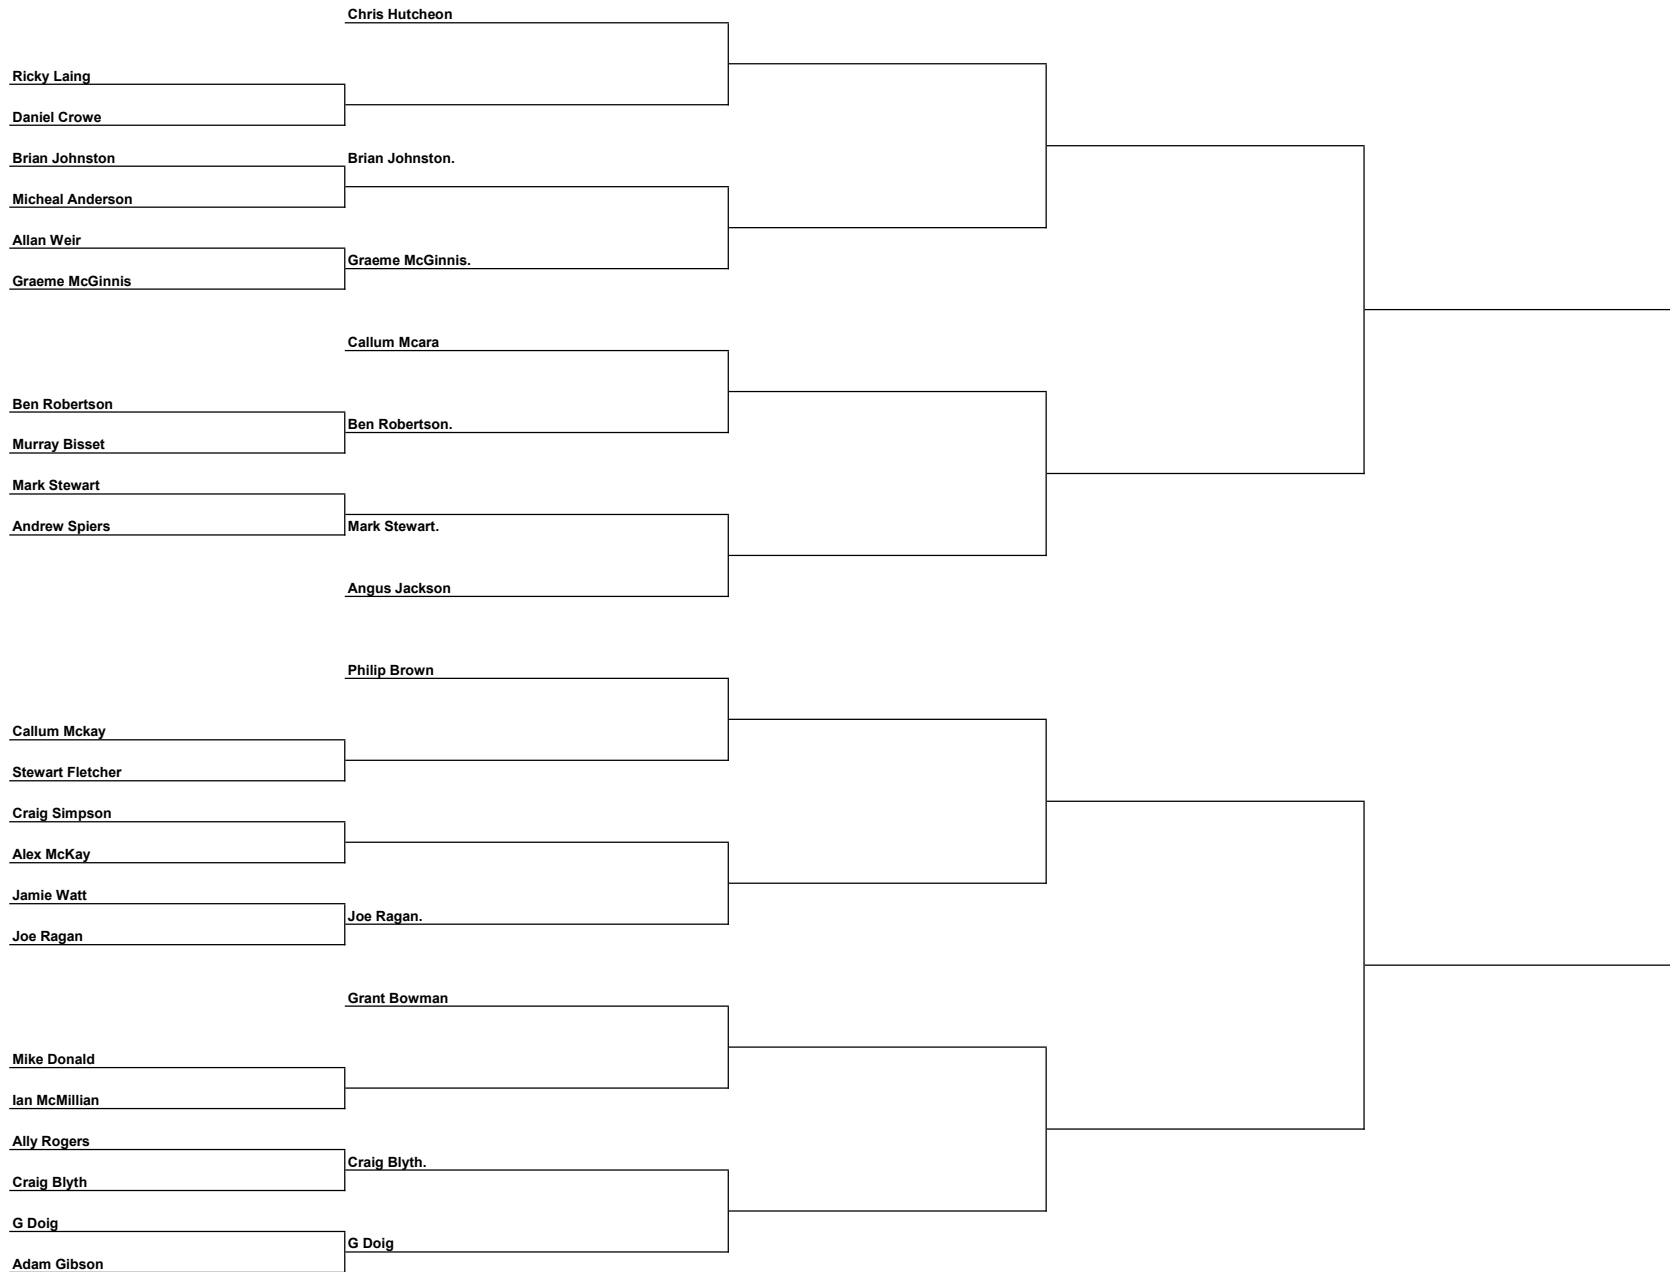 Chris Hutcheon
Ricky Laing
Daniel Crowe
Brian Johnston
Brian Johnston.
Micheal Anderson
Allan Weir
Graeme McGinnis.
Graeme McGinnis
Callum Mcara
Ben Robertson
Ben Robertson.
Murray Bisset
Mark Stewart
Andrew Spiers
Mark Stewart.
Angus Jackson
Philip Brown
Callum Mckay
Stewart Fletcher
Craig Simpson
Alex McKay
Jamie Watt
Joe Ragan.
Joe Ragan
Grant Bowman
Mike Donald
Ian McMillian
Ally Rogers
Craig Blyth.
Craig Blyth
G Doig
G Doig
Adam Gibson